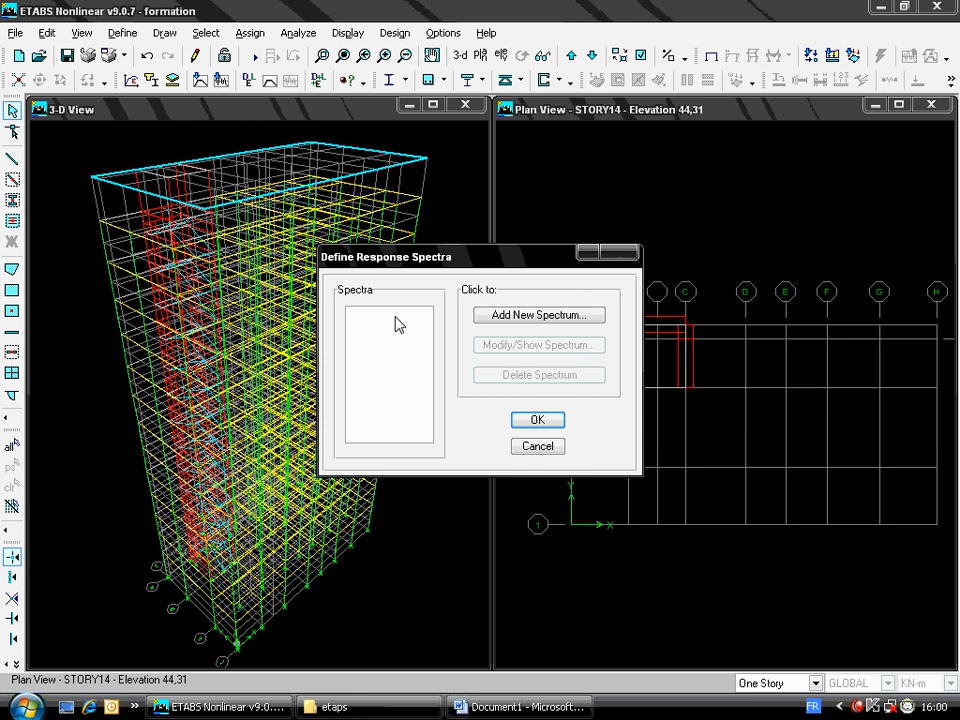 ETABS Nonlinear v9.0.7 - formation
File Edit View Define Draw Select Assign Analyze Display Design Options Help
3-d
3-D View
Plan View - STORY14 - Elevation 44,31
Define Response Spectra
Spectra
Click to:
Add New Spectrum...
Modify/Show Spectrum...
Delete Spectrum
OK
Cancel
C D E F G H
1
Y
X
all
ps
clr
Plan View - STORY14 - Elevation 44,31
One Story
GLOBAL
KN-m
ETABS Nonlinear v9.0....
etaps
Document1 - Microsoft...
FR
16:00